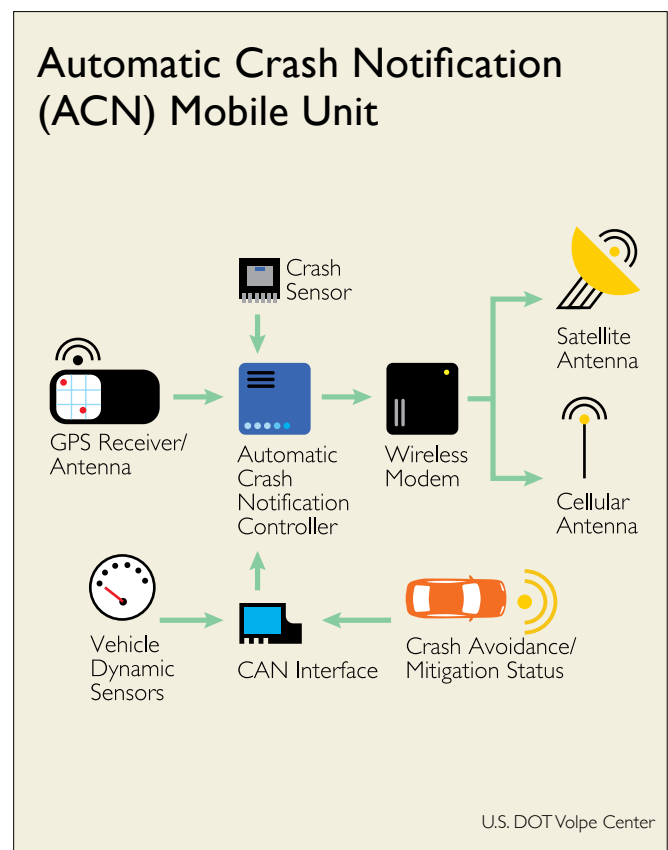 Automatic Crash Notification
(ACN) Mobile Unit
Crash
Sensor
Satellite
Antenna
GPS Receiver/
Antenna
Automatic
Crash
Notification
Controller
Wireless
Modem
Cellular
Antenna
Vehicle
Dynamic
Sensors
CAN Interface
Crash Avoidance/
Mitigation Status
U.S. DOT Volpe Center